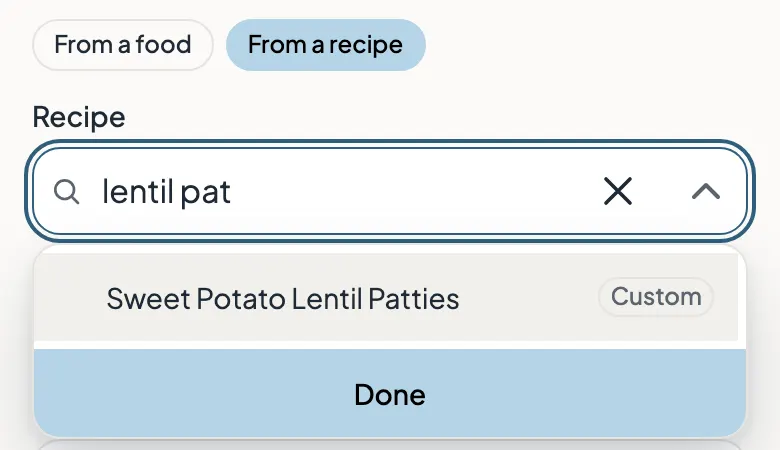 From a food From a recipe
Recipe
lentil pat
Sweet Potato Lentil Patties Custom
Done